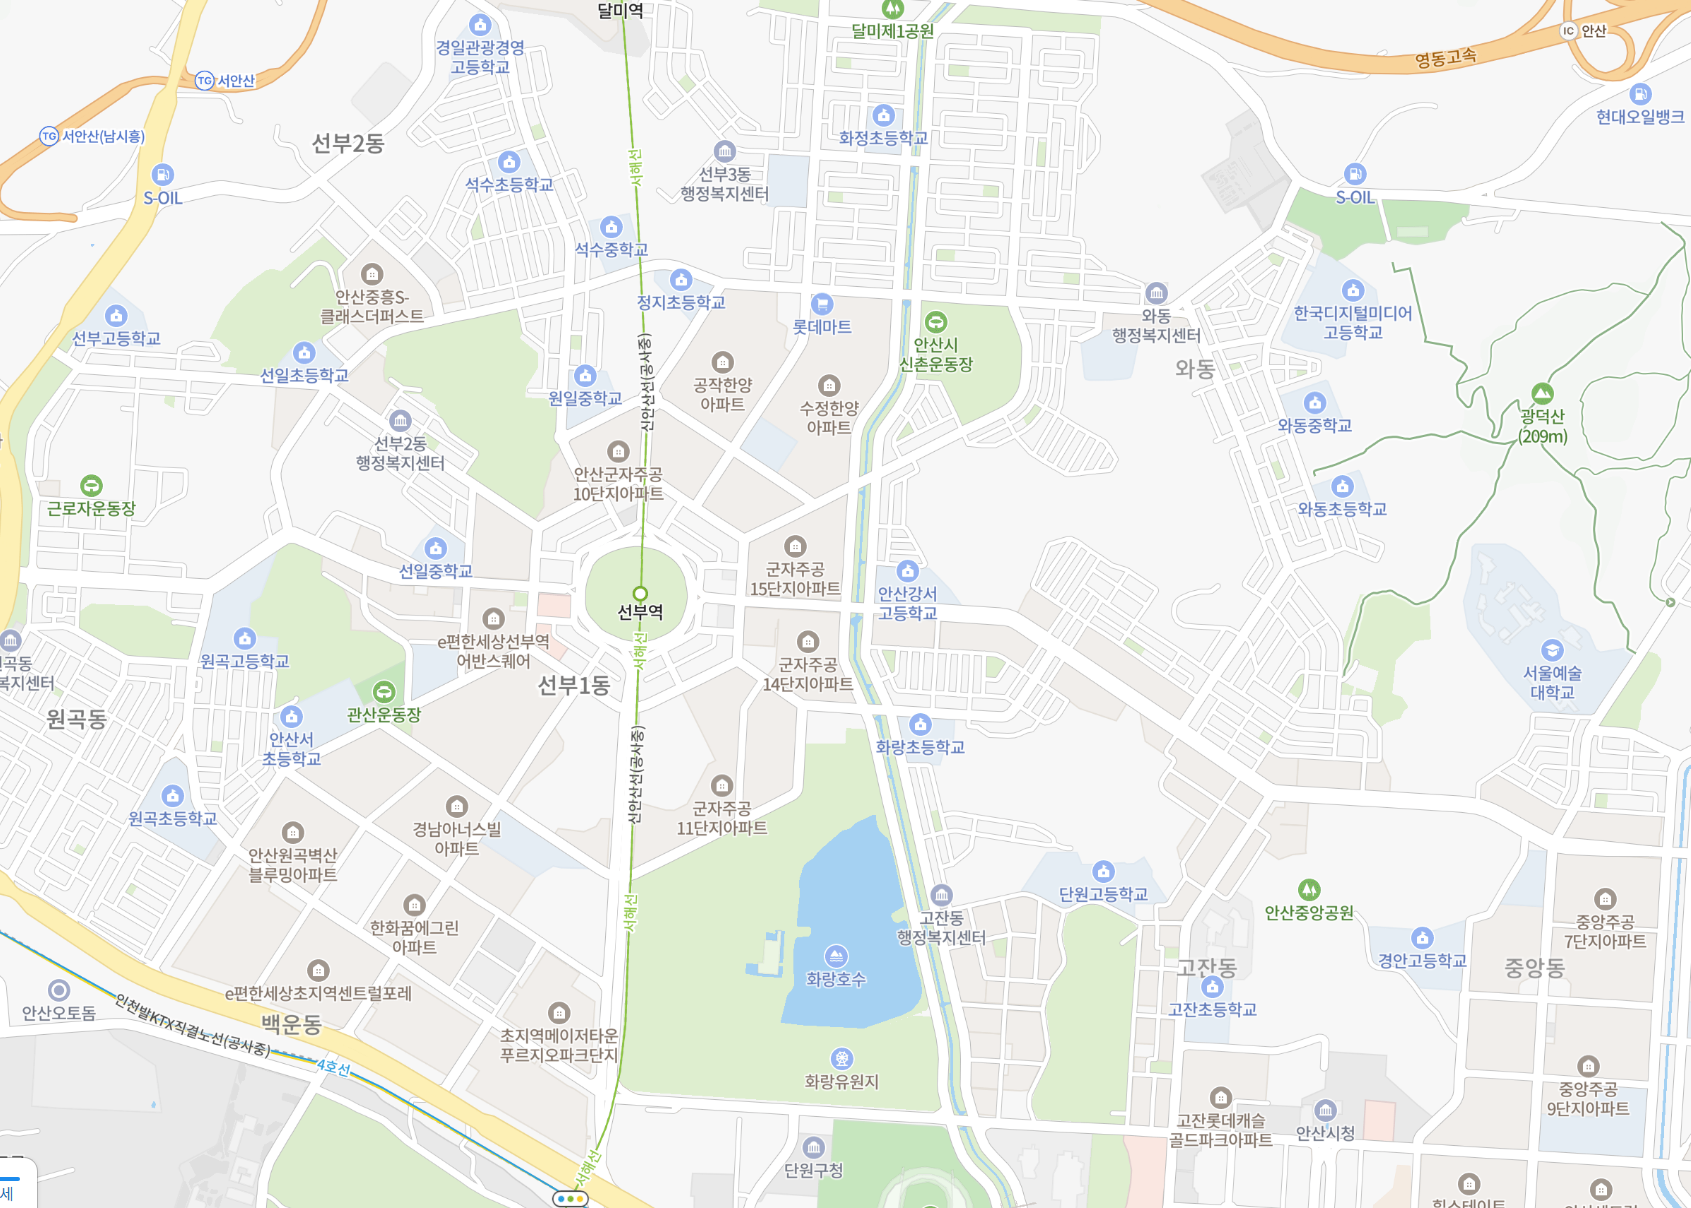 달미역
달미제1공원
영동고속
IC 안산
경일관광경영
고등학교
TG 서안산
TG 서안산(남시흥)
S-OIL
선부2동
석수초등학교
서해선
선부3동
행정복지센터
화정초등학교
현대오일뱅크
S-OIL
석수중학교
정지초등학교
롯데마트
안산중흥S-
클래스더퍼스트
선부고등학교
선일초등학교
신안산선(공사중)
공작한양
아파트
수정한양
아파트
안산시
신촌운동장
와동
행정복지센터
와동
한국디지털미디어
고등학교
원일중학교
와동중학교
광덕산
(209m)
선부2동
행정복지센터
안산군자주공
10단지아파트
근로자운동장
와동초등학교
선일중학교
군자주공
15단지아파트
안산강서
고등학교
선부역
서해선
e편한세상선부역
어반스퀘어
원곡고등학교
군자주공
14단지아파트
선부1동
서울예술
대학교
복지센터
원곡동
관산운동장
안산서
초등학교
화랑초등학교
신안산선(공사중)
원곡초등학교
경남아너스빌
아파트
군자주공
11단지아파트
안산원곡벽산
블루밍아파트
한화꿈에그린
아파트
서해선
고잔동
행정복지센터
단원고등학교
안산중앙공원
중앙주공
7단지아파트
경안고등학교
중앙동
고잔동
고잔초등학교
화랑호수
e편한세상초지역센트럴포레
안산오토돔
인천발KTX직결노선(공사중)
백운동
4호선
초지역메이저타운
푸르지오파크단지
화랑유원지
중앙주공
9단지아파트
고잔롯데캐슬
골드파크아파트
안산시청
단원구청
서해선
힐스테이트
세